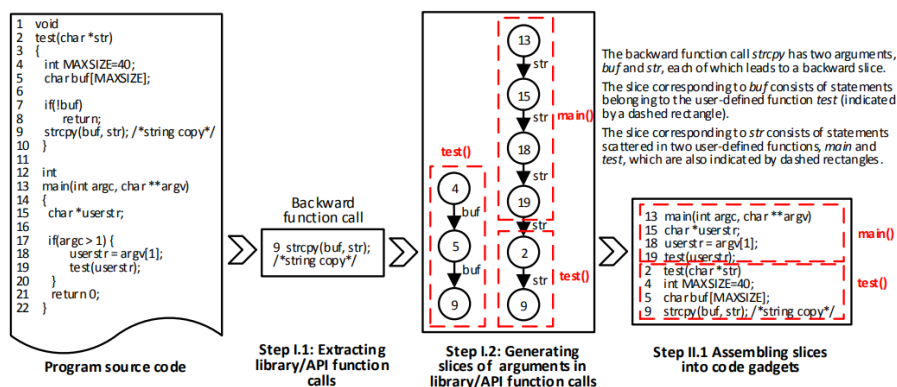 1 void
2 test(char *str)
3 {
4 int MAXSIZE=40;
5 char buf[MAXSIZE];
6
7 if(!buf)
8 return;
9 strcpy(buf, str); /*string copy*/
10 }
11
12 int
13 main(int argc, char **argv)
14 {
15 char *userstr;
16
17 if(argc > 1) {
18 userstr = argv[1];
19 test(userstr);
20 }
21 return 0;
22 }
Program source code
Backward
function call
9 strcpy(buf, str);
/*string copy*/
Step I.1: Extracting
library/API function
calls
test()
4
buf
5
buf
9
13
str
15
str
18
str
19
str
2
str
9
main()
test()
Step I.2: Generating
slices of arguments in
library/API function calls
The backward function call strcpy has two arguments,
buf and str, each of which leads to a backward slice.
The slice corresponding to buf consists of statements
belonging to the user-defined function test (indicated
by a dashed rectangle).
The slice corresponding to str consists of statements
scattered in two user-defined functions, main and
test, which are also indicated by dashed rectangles.
13 main(int argc, char **argv)
15 char *userstr;
18 userstr = argv[1];
19 test(userstr);
main()
2 test(char *str)
4 int MAXSIZE=40;
5 char buf[MAXSIZE];
9 strcpy(buf, str); /*string copy*/
test()
Step II.1 Assembling slices
into code gadgets